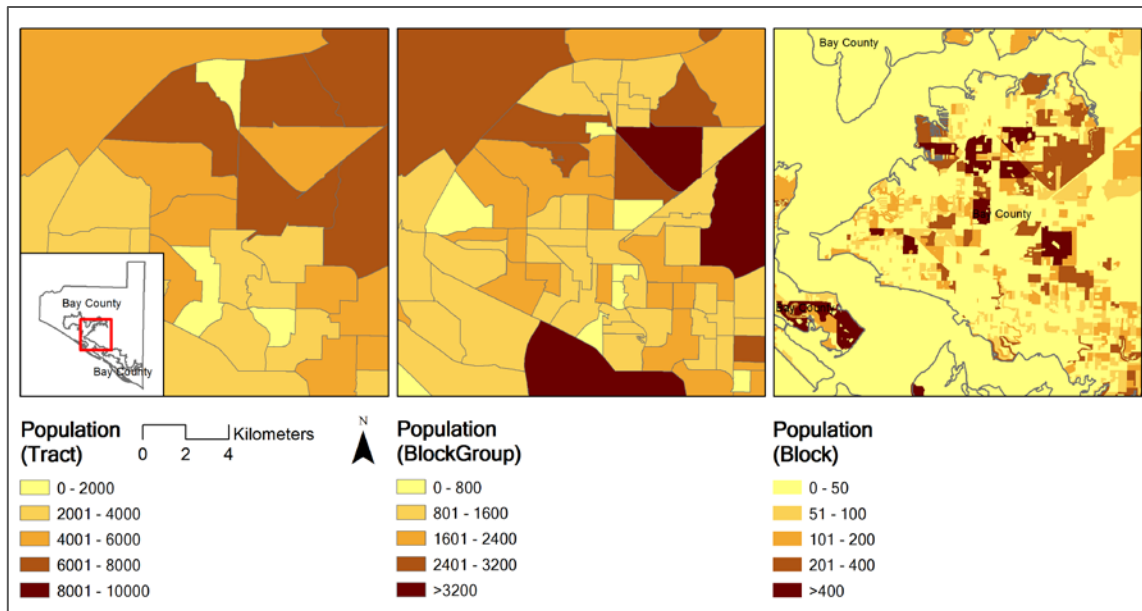 Bay County
Bay County
Bay County
Bay County
Population
(Tract)
0 2 4
Kilometers
N
0 - 2000
2001 - 4000
4001 - 6000
6001 - 8000
8001 - 10000
Population
(BlockGroup)
0 - 800
801 - 1600
1601 - 2400
2401 - 3200
>3200
Population
(Block)
0 - 50
51 - 100
101 - 200
201 - 400
>400